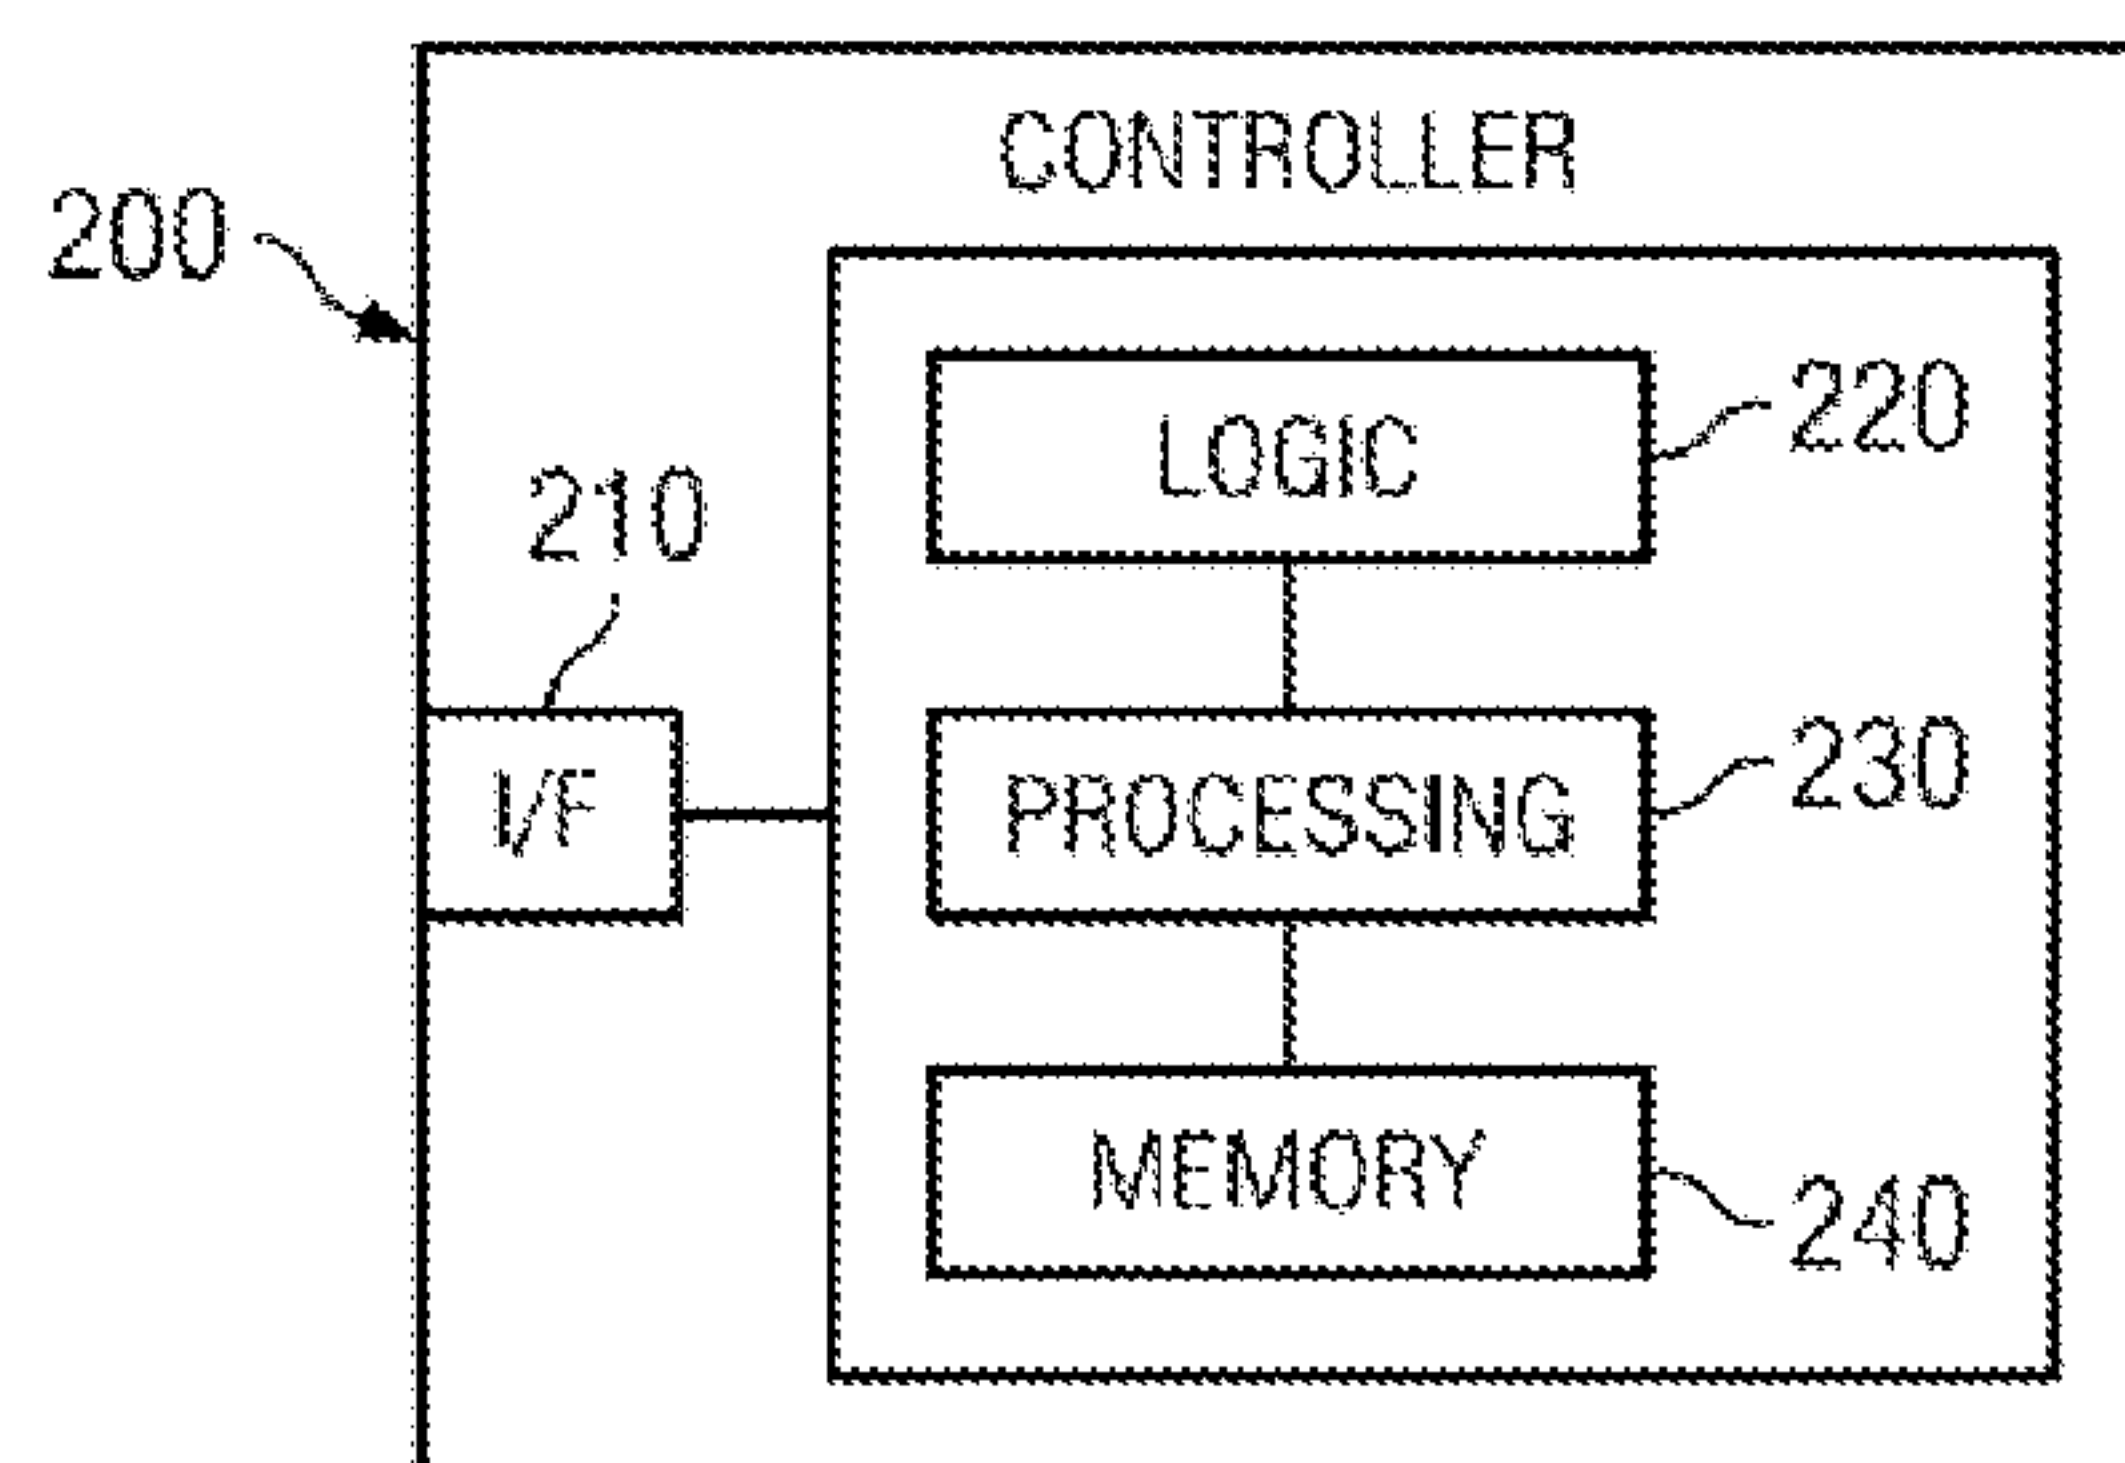 CONTROLLER
200
LOGIC
220
210
I/F
PROCESSING
230
MEMORY
240